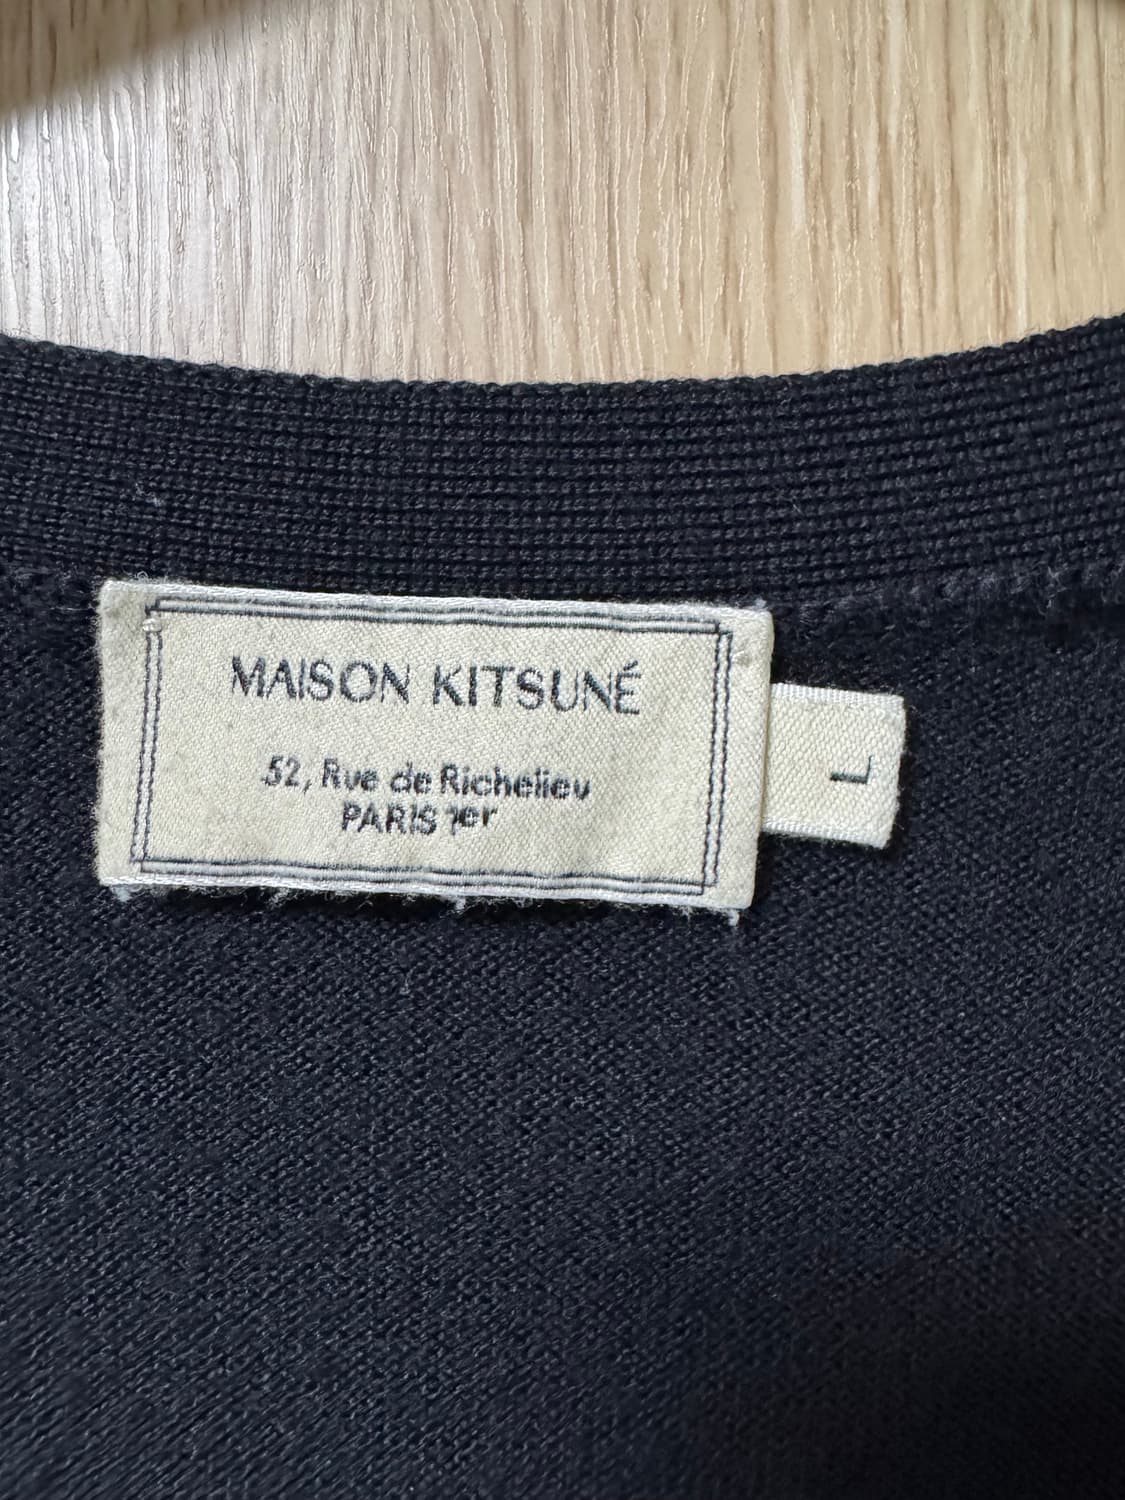 MAISON KITSUNÉ
52, Rue de Richelieu
PARIS 1er
L